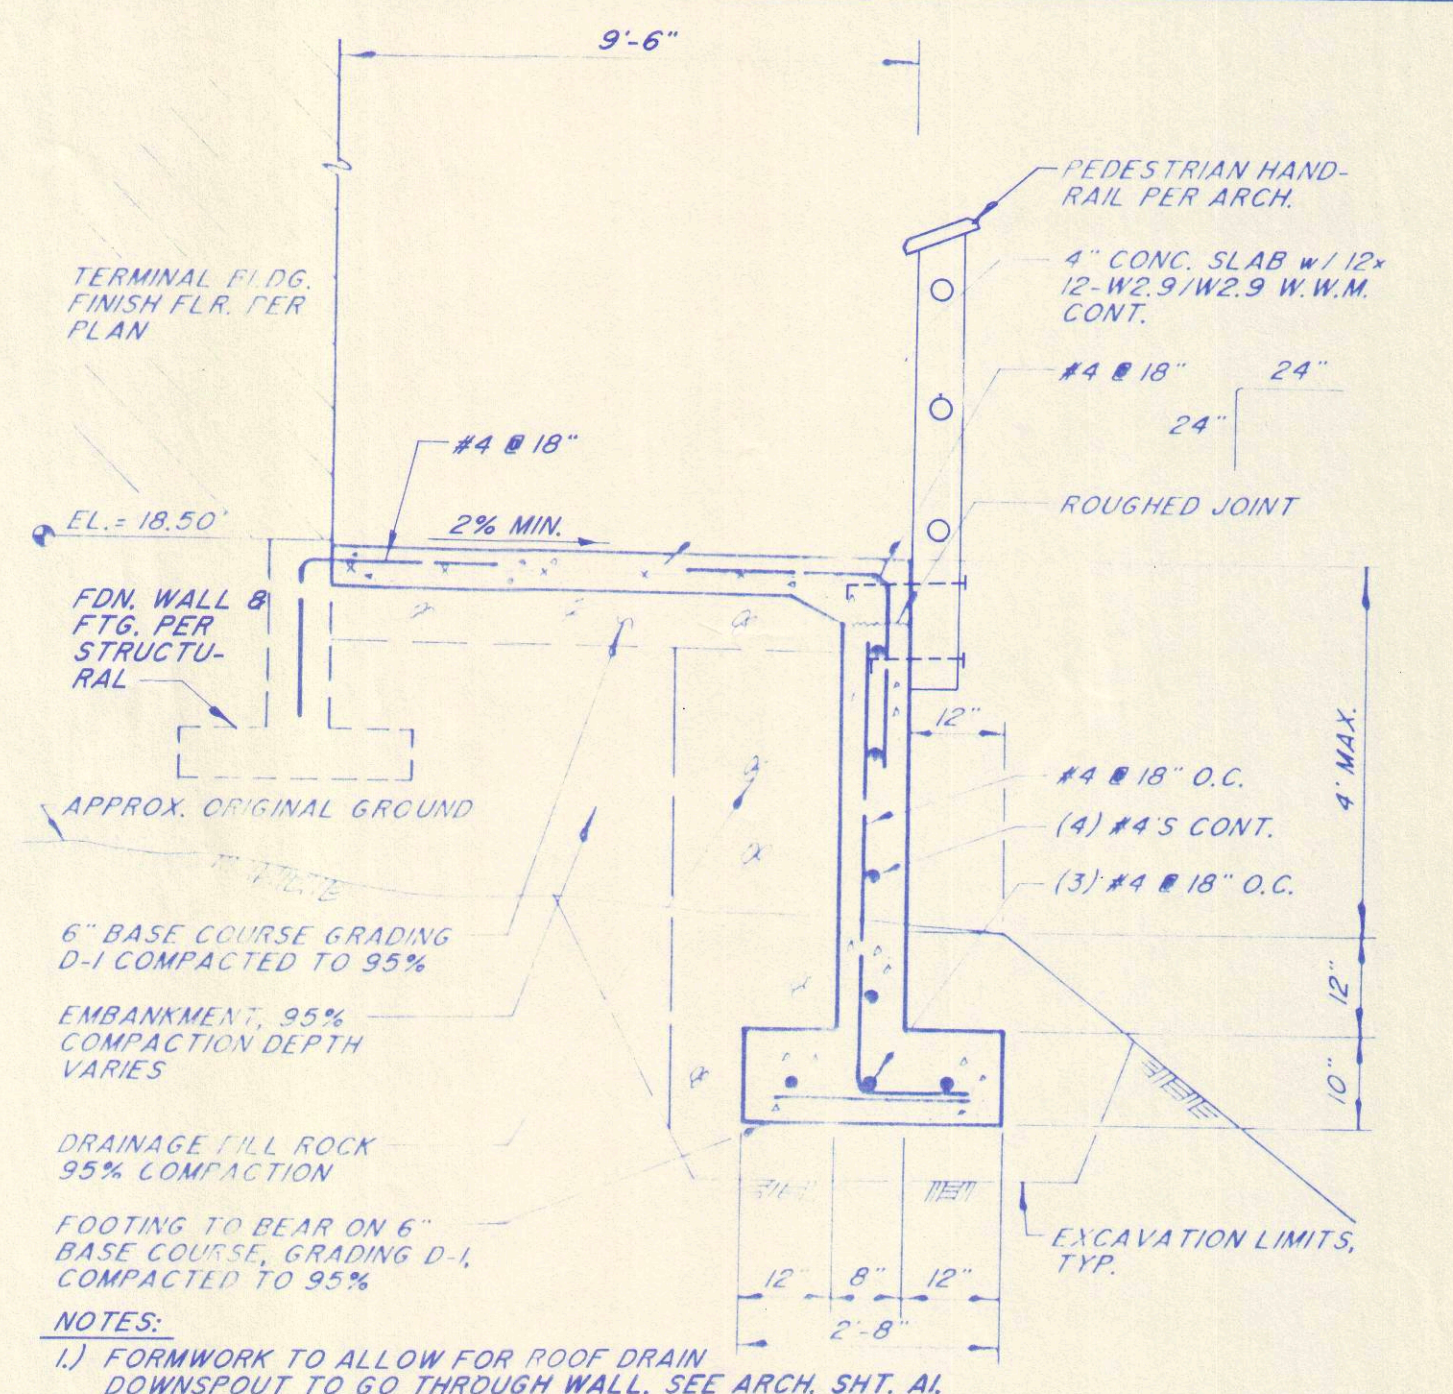 9'-6"
PEDESTRIAN HAND-
RAIL PER ARCH.
4" CONC. SLAB w/ 12x
12-W2.9/W2.9 W.W.M.
CONT.
TERMINAL BLDG.
FINISH FLR. PER
PLAN
#4 @ 18"
24"
24"
#4 @ 18"
ROUGHED JOINT
EL.= 18.50'
2% MIN.
FDN. WALL &
FTG. PER
STRUCTU-
RAL
12"
4' MAX.
#4 @ 18" O.C.
(4) #4'S CONT.
(3) #4 @ 18" O.C.
APPROX. ORIGINAL GROUND
6" BASE COURSE GRADING
D-1 COMPACTED TO 95%
12"
EMBANKMENT, 95%
COMPACTION DEPTH
VARIES
10"
DRAINAGE FILL ROCK
95% COMPACTION
FOOTING TO BEAR ON 6"
BASE COURSE, GRADING D-1,
COMPACTED TO 95%
EXCAVATION LIMITS,
TYP.
12" 8" 12"
2'-8"
NOTES:
1.) FORMWORK TO ALLOW FOR ROOF DRAIN
DOWNSPOUT TO GO THROUGH WALL. SEE ARCH. SHT. A1.